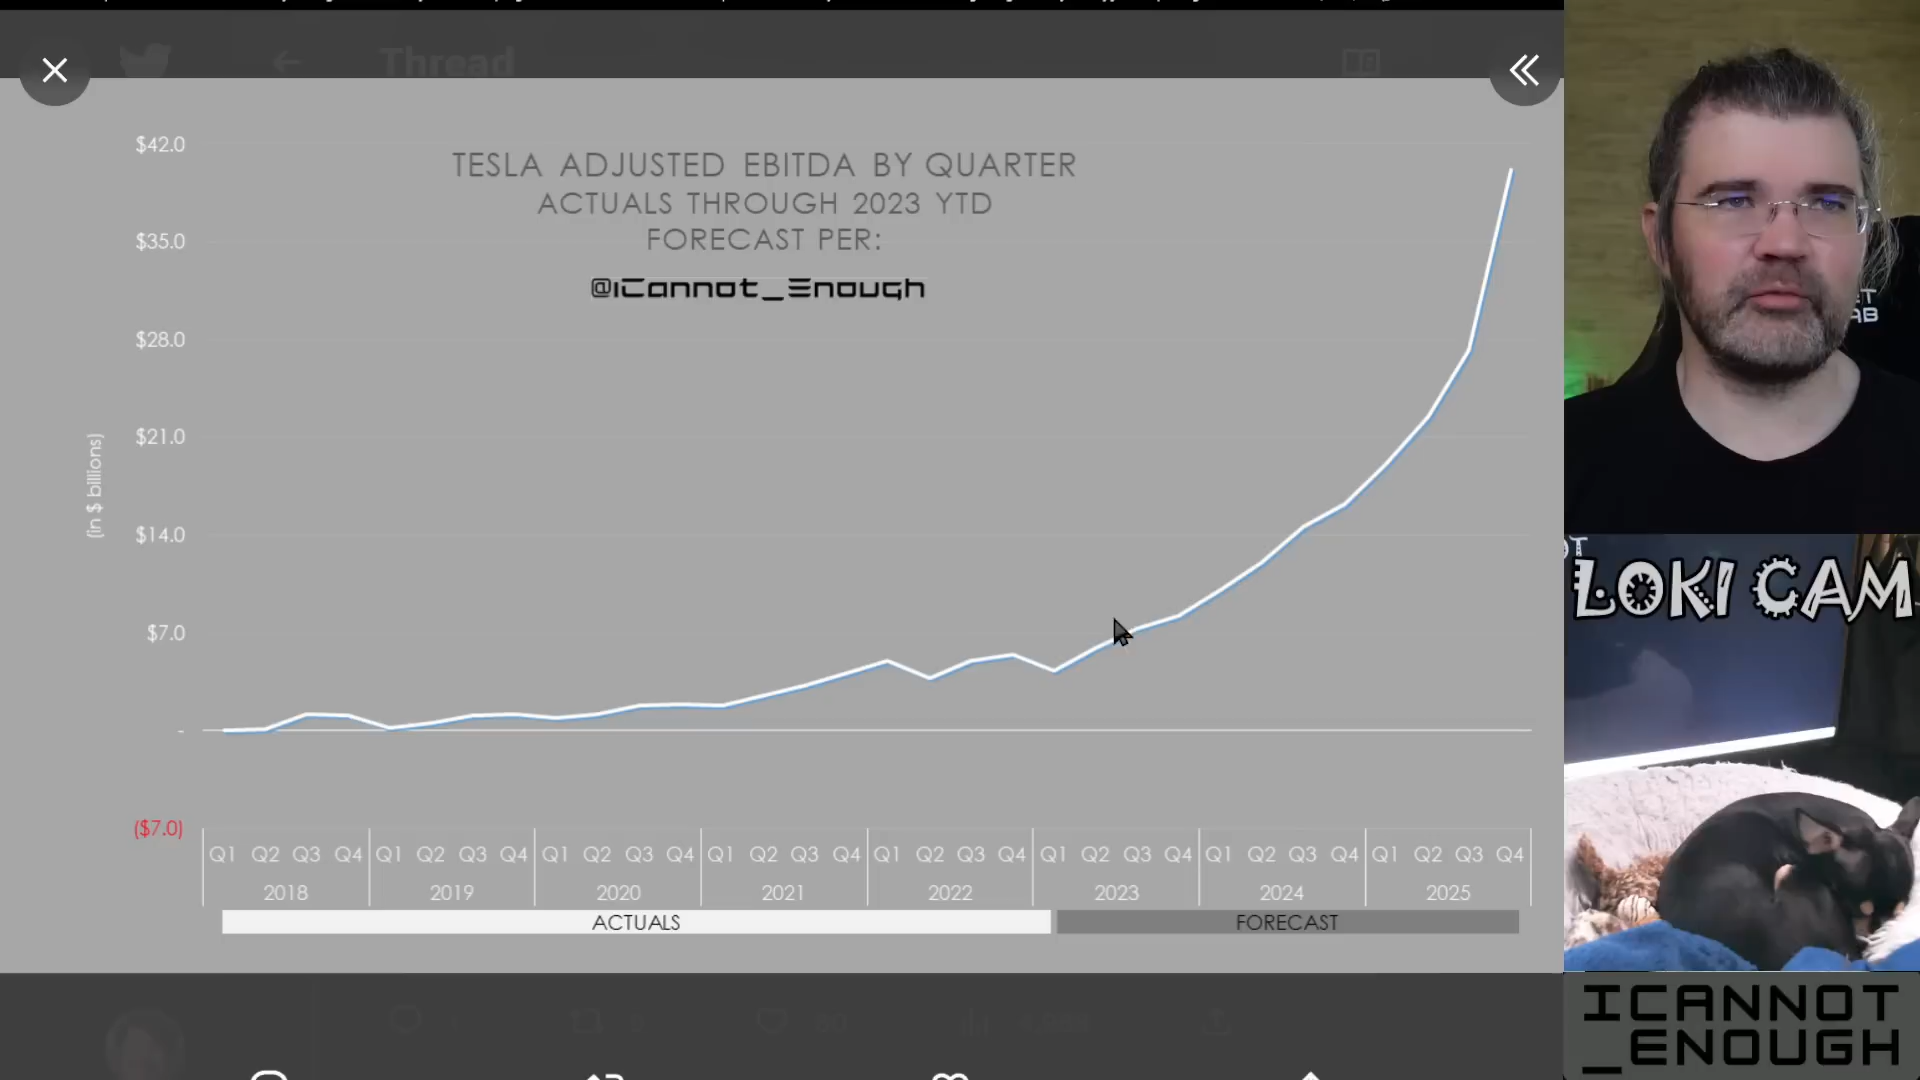 Thread
TESLA ADJUSTED EBITDA BY QUARTER
ACTUALS THROUGH 2023 YTD
FORECAST PER:
@iCannot_Enough
(in $ billions)
$42.0
$35.0
$28.0
$21.0
$14.0
$7.0
-
($7.0)
Q1 Q2 Q3 Q4 Q1 Q2 Q3 Q4 Q1 Q2 Q3 Q4 Q1 Q2 Q3 Q4 Q1 Q2 Q3 Q4 Q1 Q2 Q3 Q4 Q1 Q2 Q3 Q4 Q1 Q2 Q3 Q4
2018 2019 2020 2021 2022 2023 2024 2025
ACTUALS FORECAST
LOKI CAM
ICANNOT
_ENOUGH